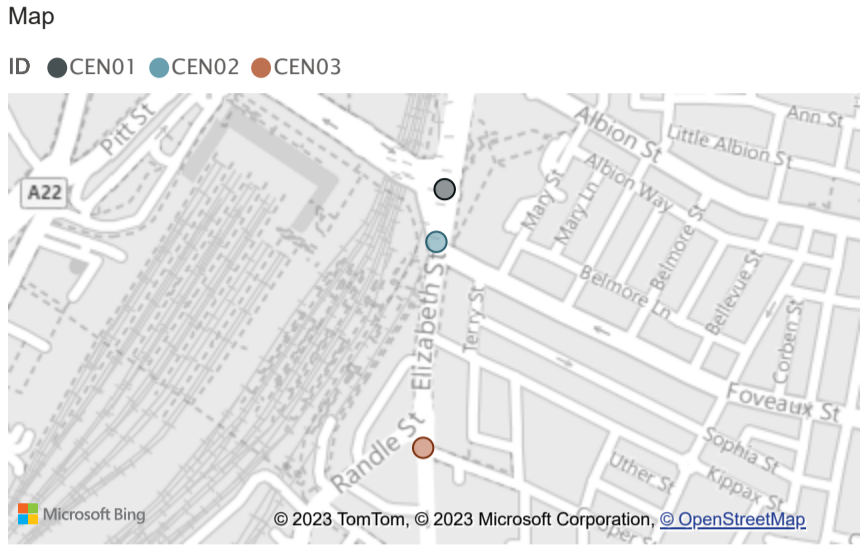 Map
ID CEN01 CEN02 CEN03
Pitt St
A22
Albion St
Ann St
Little Albion St
Albion Way
Mary St
Mary Ln
Belmore St
Bellevue St
Belmore Ln
Elizabeth St
Terry St
Corben St
Foveaux St
Randle St
Sophia St
Uther St
Kippax St
Microsoft Bing
© 2023 TomTom, © 2023 Microsoft Corporation, © OpenStreetMap